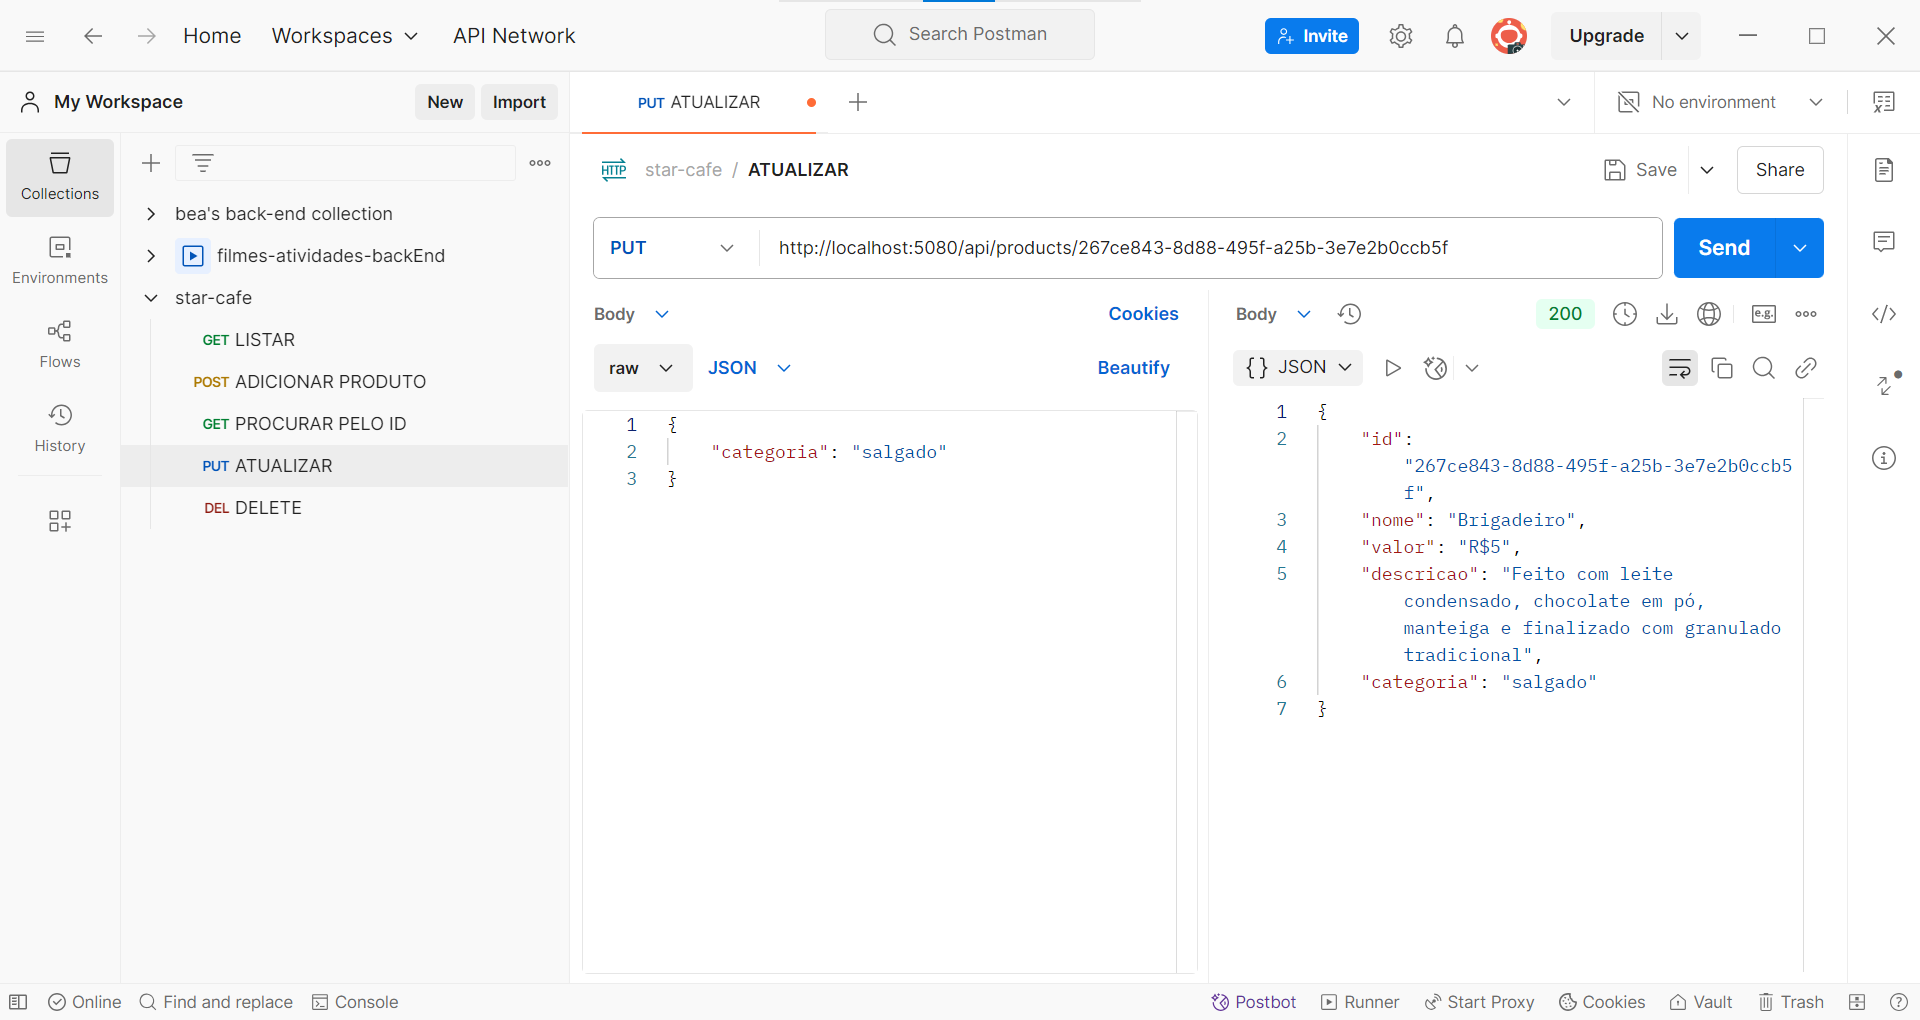 Home
Workspaces
API Network
Search Postman
Invite
Upgrade
My Workspace
New
Import
PUT ATUALIZAR
No environment
Collections
Environments
Flows
History
bea's back-end collection
filmes-atividades-backEnd
star-cafe
GET LISTAR
POST ADICIONAR PRODUTO
GET PROCURAR PELO ID
PUT ATUALIZAR
DEL DELETE
HTTP
star-cafe / ATUALIZAR
Save
Share
PUT
http://localhost:5080/api/products/267ce843-8d88-495f-a25b-3e7e2b0ccb5f
Send
Body
Cookies
raw
JSON
Beautify
1 {
2 "categoria": "salgado"
3 }
Body
200
e.g.
{} JSON
1 {
2 "id":
"267ce843-8d88-495f-a25b-3e7e2b0ccb5
f",
3 "nome": "Brigadeiro",
4 "valor": "R$5",
5 "descricao": "Feito com leite
condensado, chocolate em pó,
manteiga e finalizado com granulado
tradicional",
6 "categoria": "salgado"
7 }
Online
Find and replace
Console
Postbot
Runner
Start Proxy
Cookies
Vault
Trash